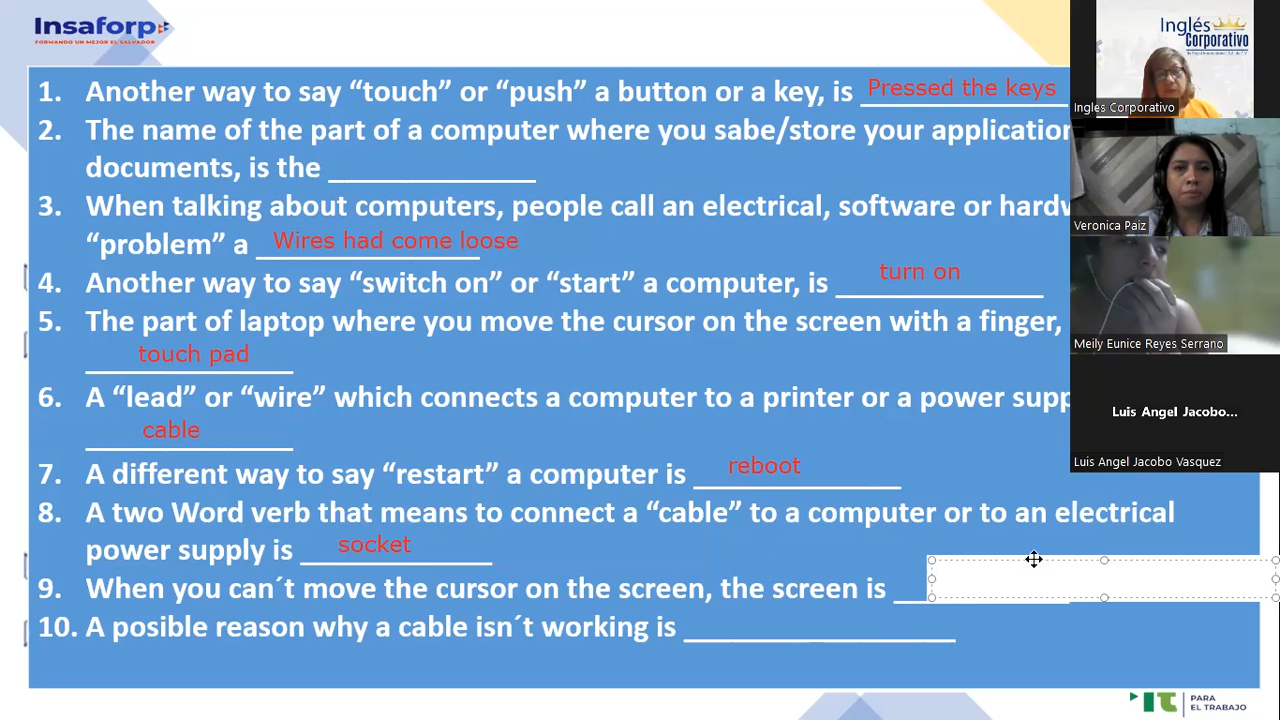 Insaforp
FORMANDO UN MEJOR EL SALVADOR
1. Another way to say “touch” or “push” a button or a key, is Pressed the keys
2. The name of the part of a computer where you sabe/store your application
documents, is the _______________
3. When talking about computers, people call an electrical, software or hardw
“problem” a Wires had come loose
4. Another way to say “switch on” or “start” a computer, is turn on
5. The part of laptop where you move the cursor on the screen with a finger,
touch pad
6. A “lead” or “wire” which connects a computer to a printer or a power supp
cable
7. A different way to say “restart” a computer is reboot
8. A two Word verb that means to connect a “cable” to a computer or to an electrical
power supply is socket
9. When you can´t move the cursor on the screen, the screen is ____________
10. A posible reason why a cable isn´t working is ___________________
Inglés
Corporativo
Ingles Corporativo
Veronica Paiz
Meily Eunice Reyes Serrano
Luis Angel Jacobo...
Luis Angel Jacobo Vasquez
PARA
EL TRABAJO